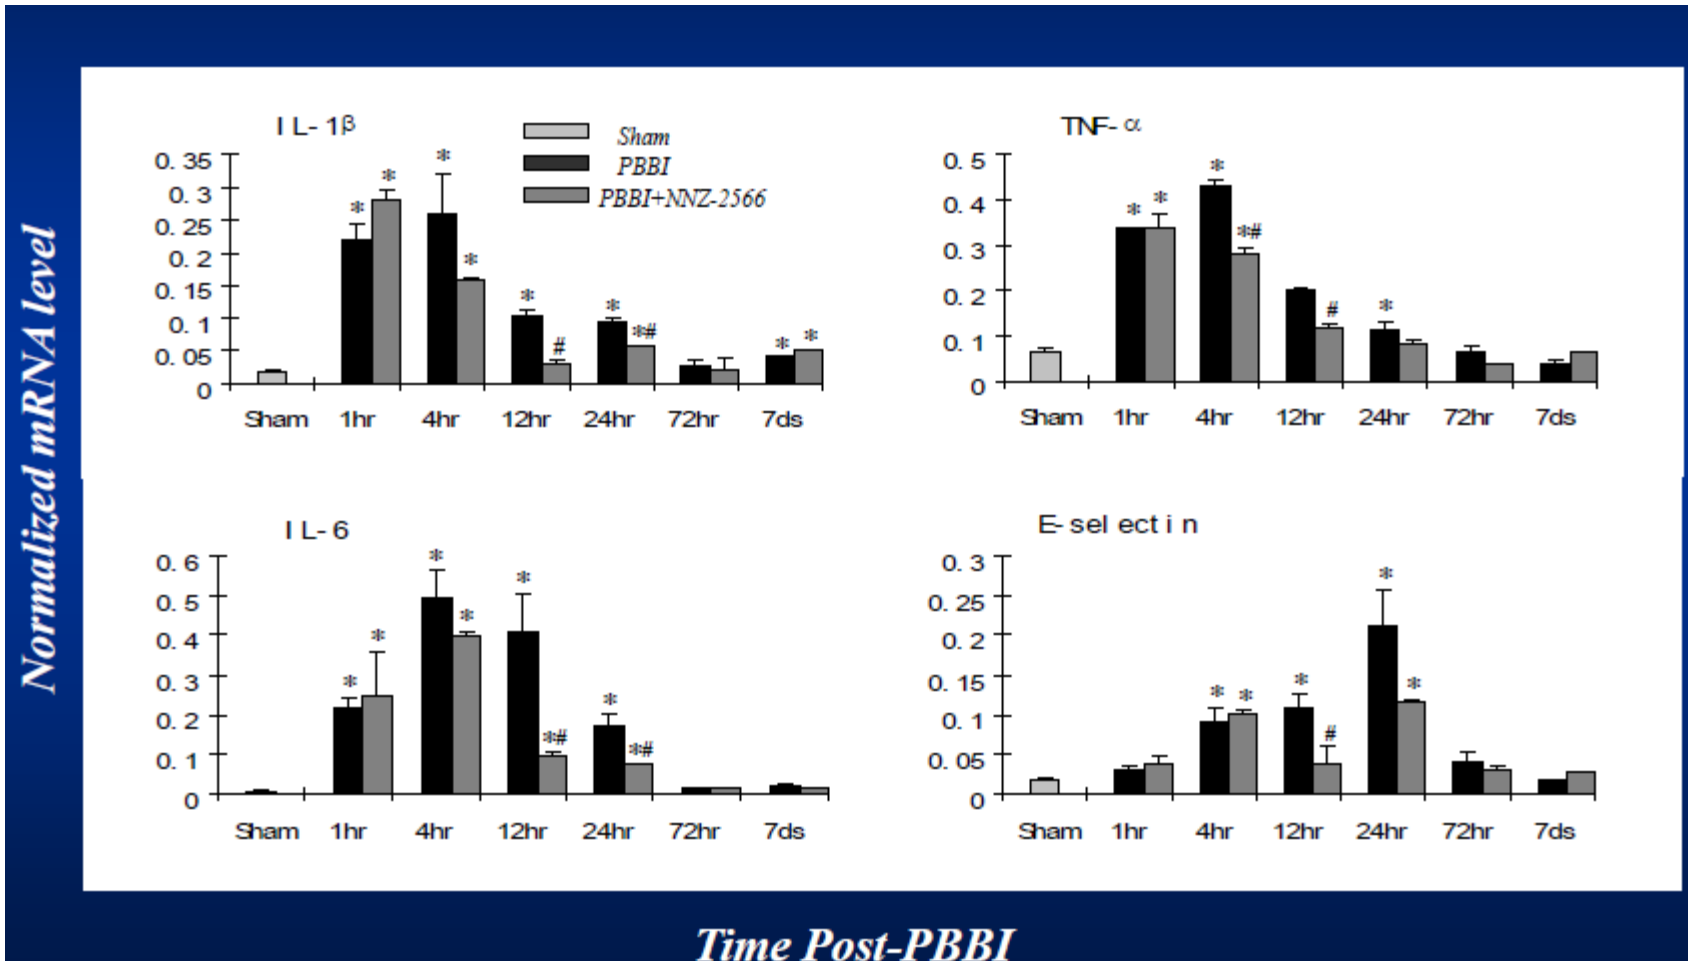 Normalized mRNA level
IL-1β
Sham
PBBI
PBBI+NNZ-2566
0.35
0.3
0.25
0.2
0.15
0.1
0.05
0
* * * * * # * *# * *
Sham 1hr 4hr 12hr 24hr 72hr 7ds
TNF-α
0.5
0.4
0.3
0.2
0.1
0
* * * *# # *
Sham 1hr 4hr 12hr 24hr 72hr 7ds
IL-6
0.6
0.5
0.4
0.3
0.2
0.1
0
* * * * * *# * *#
Sham 1hr 4hr 12hr 24hr 72hr 7ds
E-selectin
0.3
0.25
0.2
0.15
0.1
0.05
0
* * * # * *
Sham 1hr 4hr 12hr 24hr 72hr 7ds
Time Post-PBBI